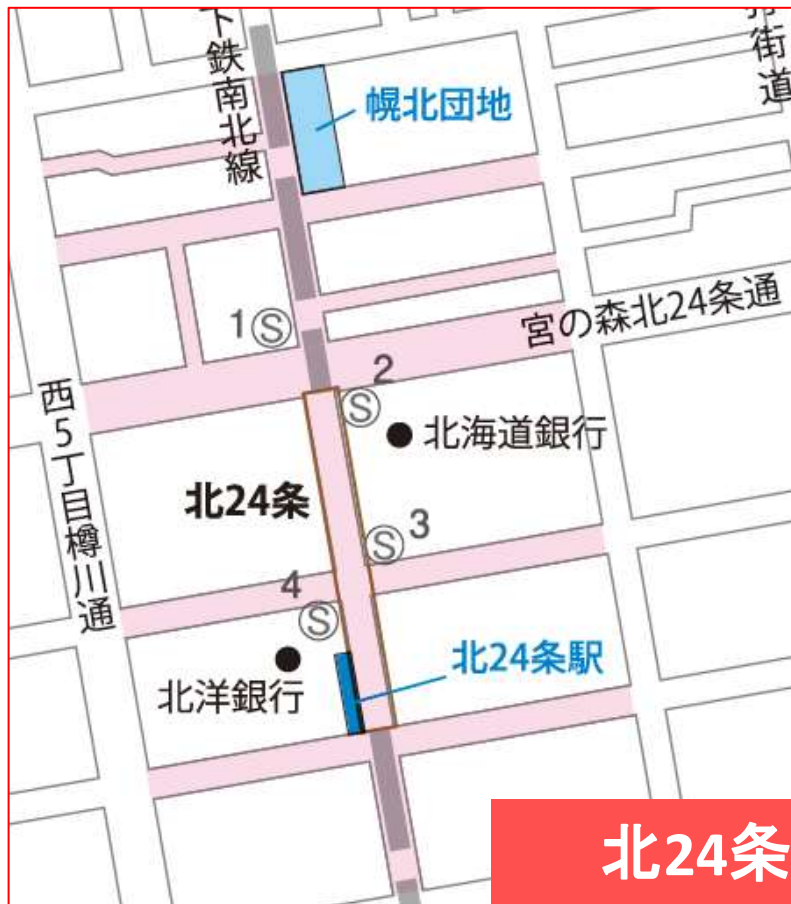 下鉄南北線
街道
幌北団地
宮の森北24条通
1 Ⓢ
2
Ⓢ
北海道銀行
西5丁目樽川通
北24条
3
Ⓢ
4
Ⓢ
北24条駅
北洋銀行
北24条